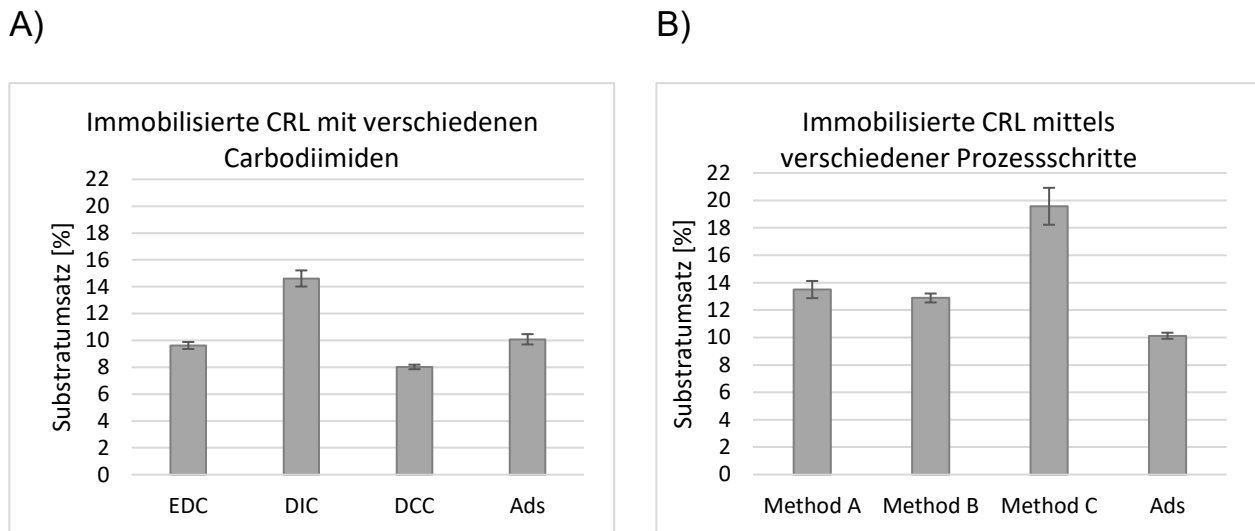 A)
Immobilisierte CRL mit verschiedenen
Carbodiimiden
Substratumsatz [%]
22
20
18
16
14
12
10
8
6
4
2
0
EDC DIC DCC Ads
B)
Immobilisierte CRL mittels
verschiedener Prozessschritte
Substratumsatz [%]
22
20
18
16
14
12
10
8
6
4
2
0
Method A Method B Method C Ads